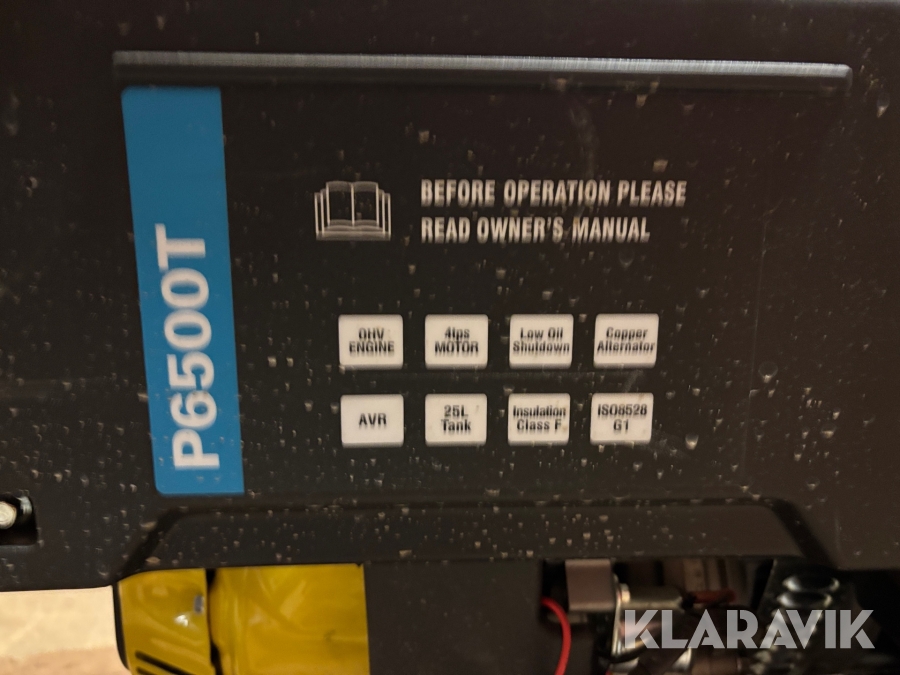 P6500T
BEFORE OPERATION PLEASE
READ OWNER'S MANUAL
OHV
ENGINE
4tps
MOTOR
Low Oil
Shutdown
Copper
Alternator
AVR
25L
Tank
Insulation
Class F
ISO8528
G1
KLARAVIK